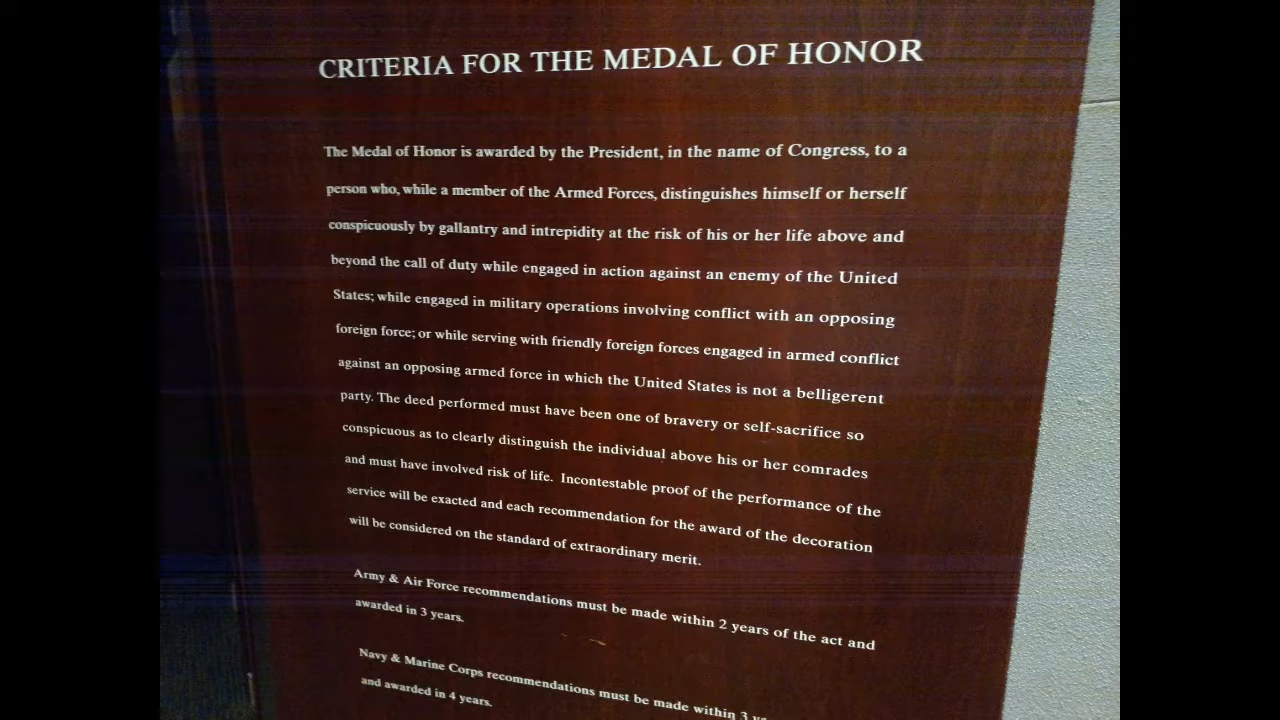 CRITERIA FOR THE MEDAL OF HONOR
The Medal of Honor is awarded by the President, in the name of Congress, to a
person who, while a member of the Armed Forces, distinguishes himself or herself
conspicuously by gallantry and intrepidity at the risk of his or her life above and
beyond the call of duty while engaged in action against an enemy of the United
States; while engaged in military operations involving conflict with an opposing
foreign force; or while serving with friendly foreign forces engaged in armed conflict
against an opposing armed force in which the United States is not a belligerent
party. The deed performed must have been one of bravery or self-sacrifice so
conspicuous as to clearly distinguish the individual above his or her comrades
and must have involved risk of life. Incontestable proof of the performance of the
service will be exacted and each recommendation for the award of the decoration
will be considered on the standard of extraordinary merit.
Army & Air Force recommendations must be made within 2 years of the act and
awarded in 3 years.
Navy & Marine Corps recommendations must be made within 3
and awarded in 4 years.